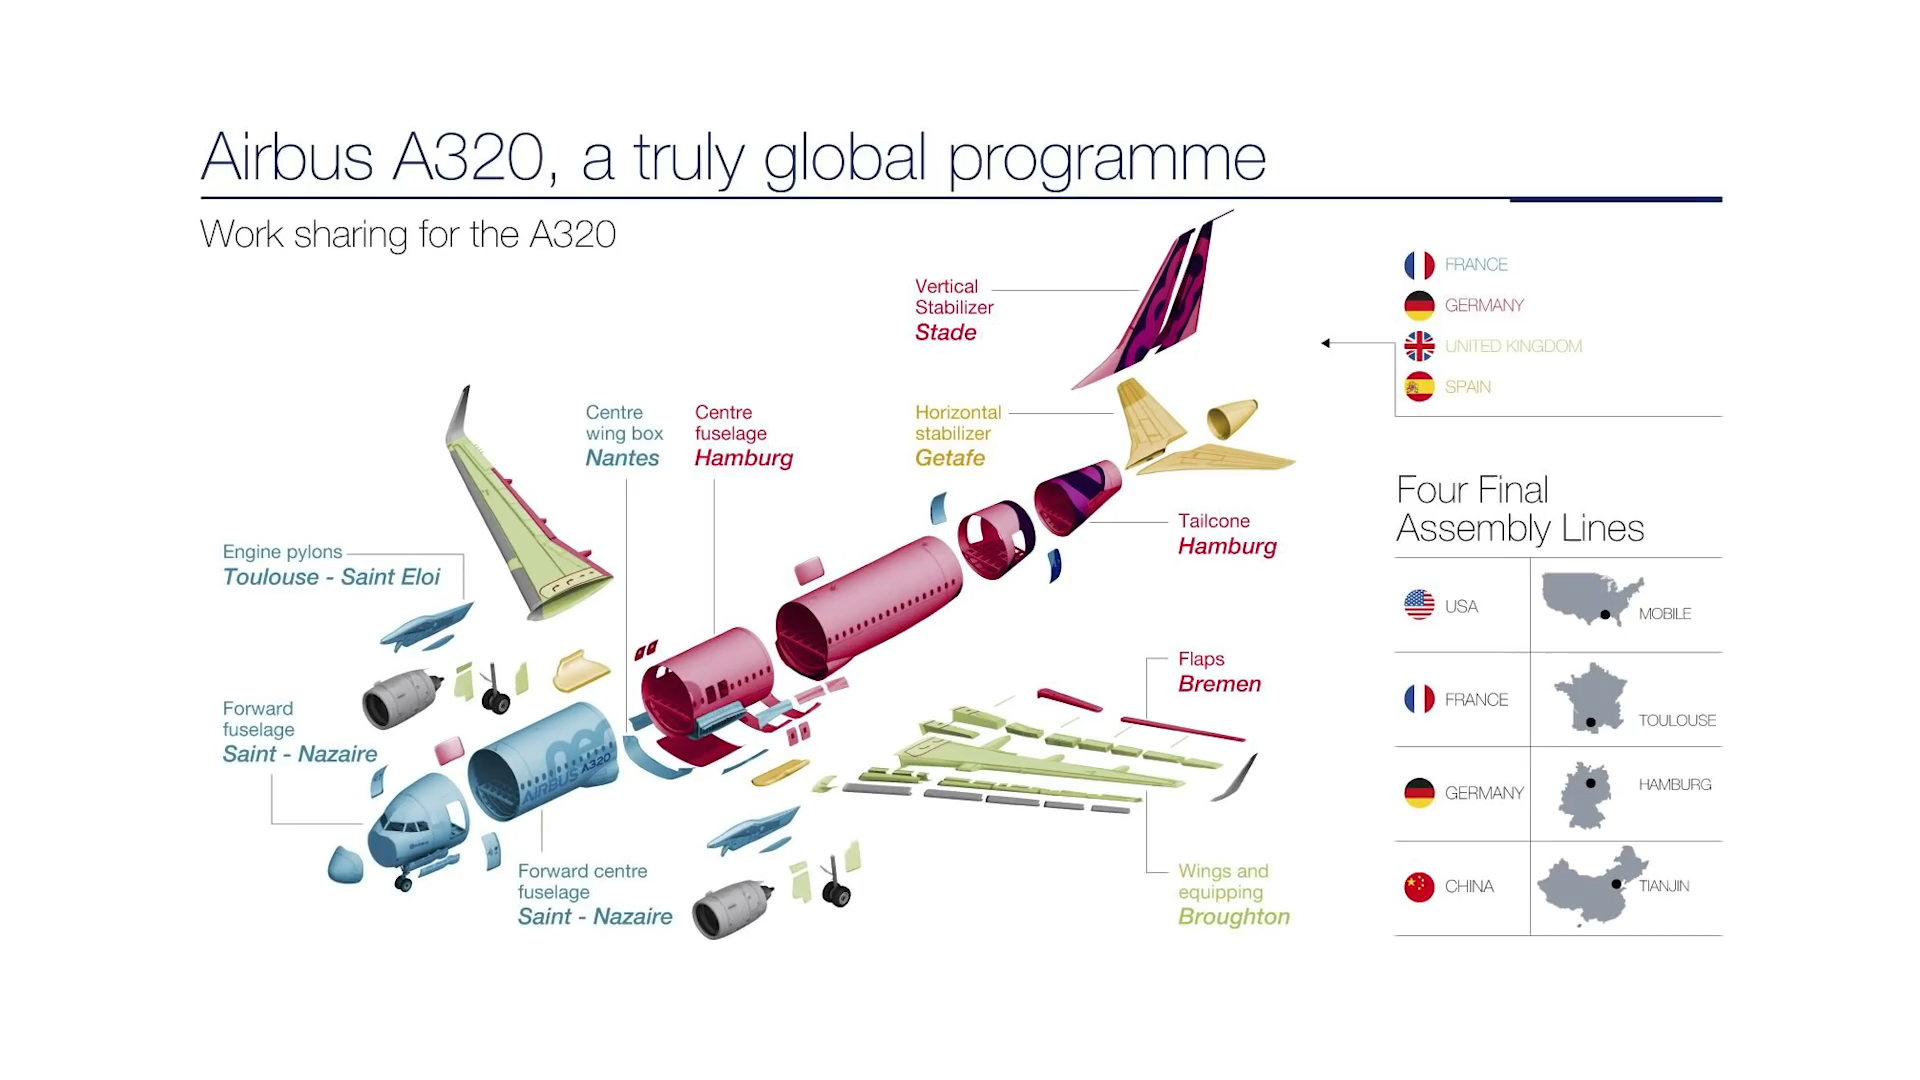 Airbus A320, a truly global programme
Work sharing for the A320
Vertical
Stabilizer
Stade
Centre
wing box
Nantes
Centre
fuselage
Hamburg
Horizontal
stabilizer
Getafe
Engine pylons
Toulouse - Saint Eloi
Tailcone
Hamburg
Flaps
Bremen
Forward
fuselage
Saint - Nazaire
neo
AIRBUS A320
Forward centre
fuselage
Saint - Nazaire
Wings and
equipping
Broughton
FRANCE
GERMANY
UNITED KINGDOM
SPAIN
Four Final
Assembly Lines
USA
MOBILE
FRANCE
TOULOUSE
GERMANY
HAMBURG
CHINA
TIANJIN